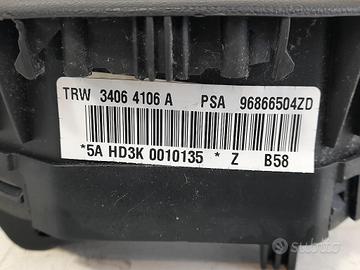 TRW 3406 4106 A PSA 96866504ZD
*5A HD3K 0010135 * Z B58
subito